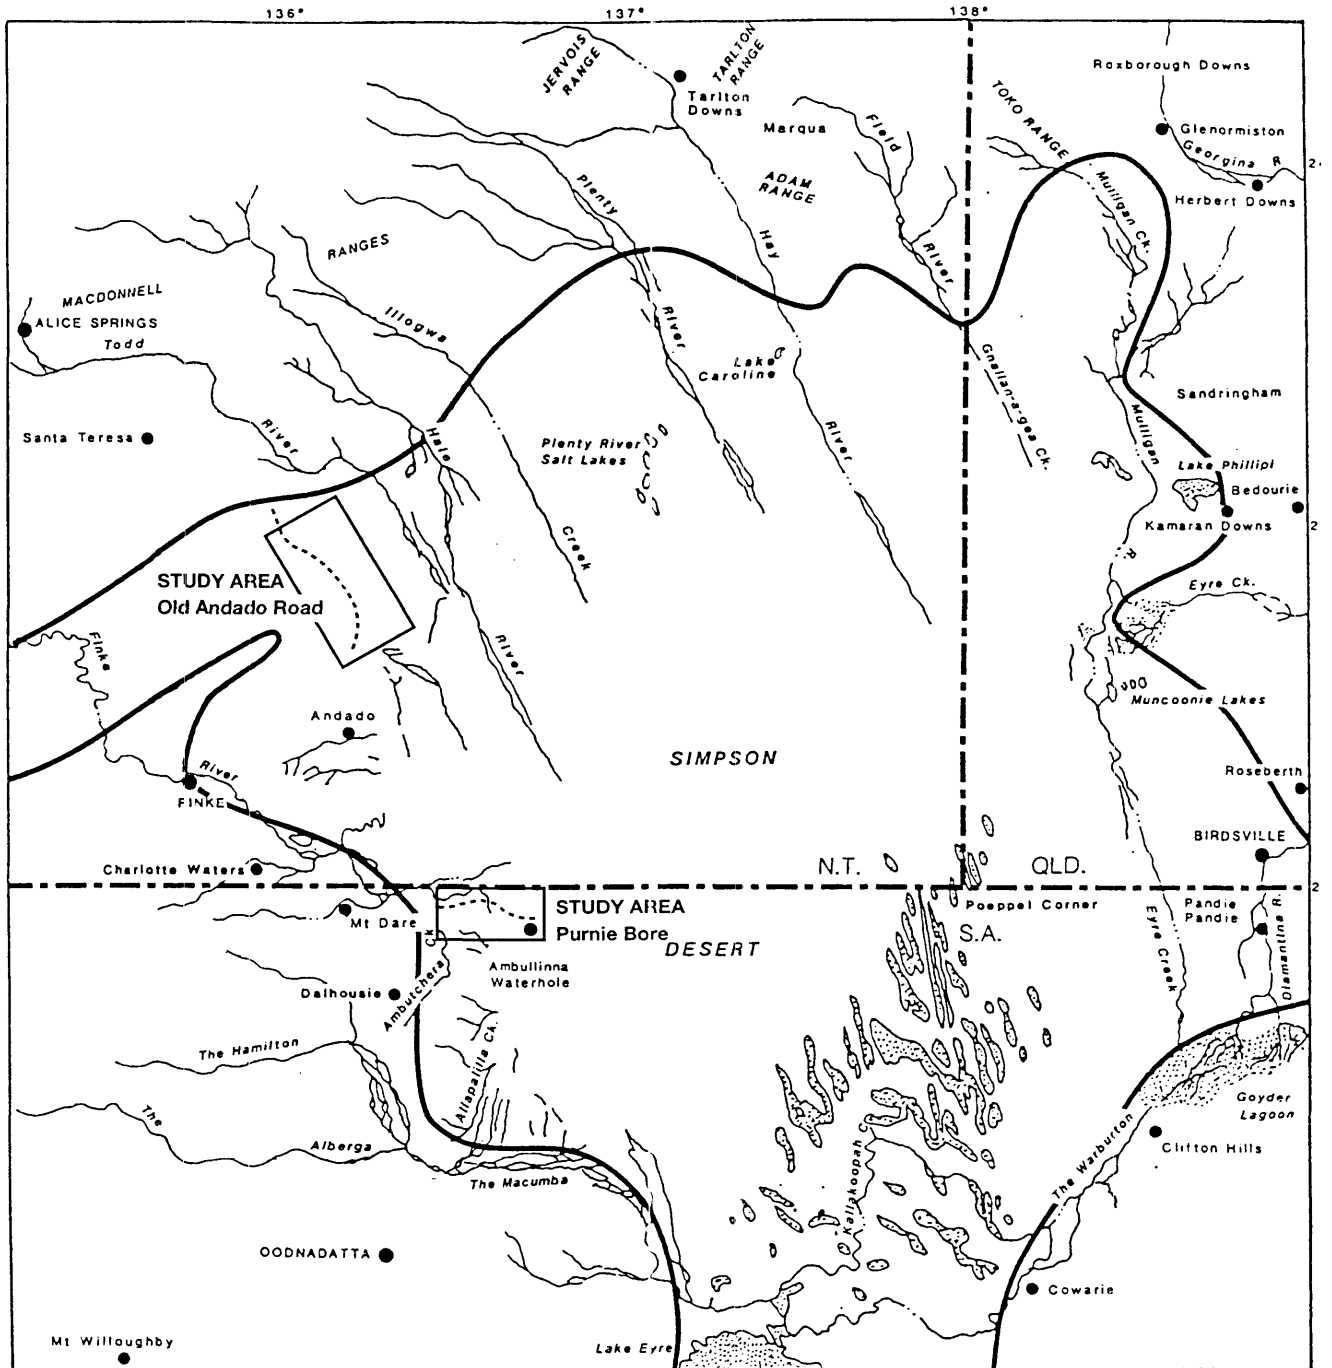 136°
137°
138°
JERVOIS
RANGE
TARLTON
RANGE
Tarlton
Downs
Marqua
Field
TOKO RANGE
Roxborough Downs
Glenormiston
Georgina R
24
Herbert Downs
Mulligan Ck.
ADAM
RANGE
Plenty
Hay
River
RANGES
MACDONNELL
ALICE SPRINGS
Todd
Illogwa
River
Lake
Caroline
Gnallan-a-gea Ck.
Sandringham
Mulligan
Santa Teresa
River
Hale
Plenty River
Salt Lakes
River
Lake Phillipi
Bedourie
Kamaran Downs
2
Creek
R.
Eyre Ck.
STUDY AREA
Old Andado Road
Finke
River
Muncoonie Lakes
Andado
SIMPSON
Roseberth
River
FINKE
BIRDSVILLE
Charlotte Waters
N.T.
QLD.
2
Mt Dare
Ck
STUDY AREA
Purnie Bore
Poeppel Corner
S.A.
Pandie
Pandie
Diamantina R.
Eyre Creek
DESERT
Ambullinna
Waterhole
Dalhousie
Ambutchera
The Hamilton
Allapalilla Ck.
The
Alberga
The Macumba
Kallakoopah C.
The Warburton
Goyder
Lagoon
Clifton Hills
OODNADATTA
Cowarie
Mt Willoughby
Lake Eyre